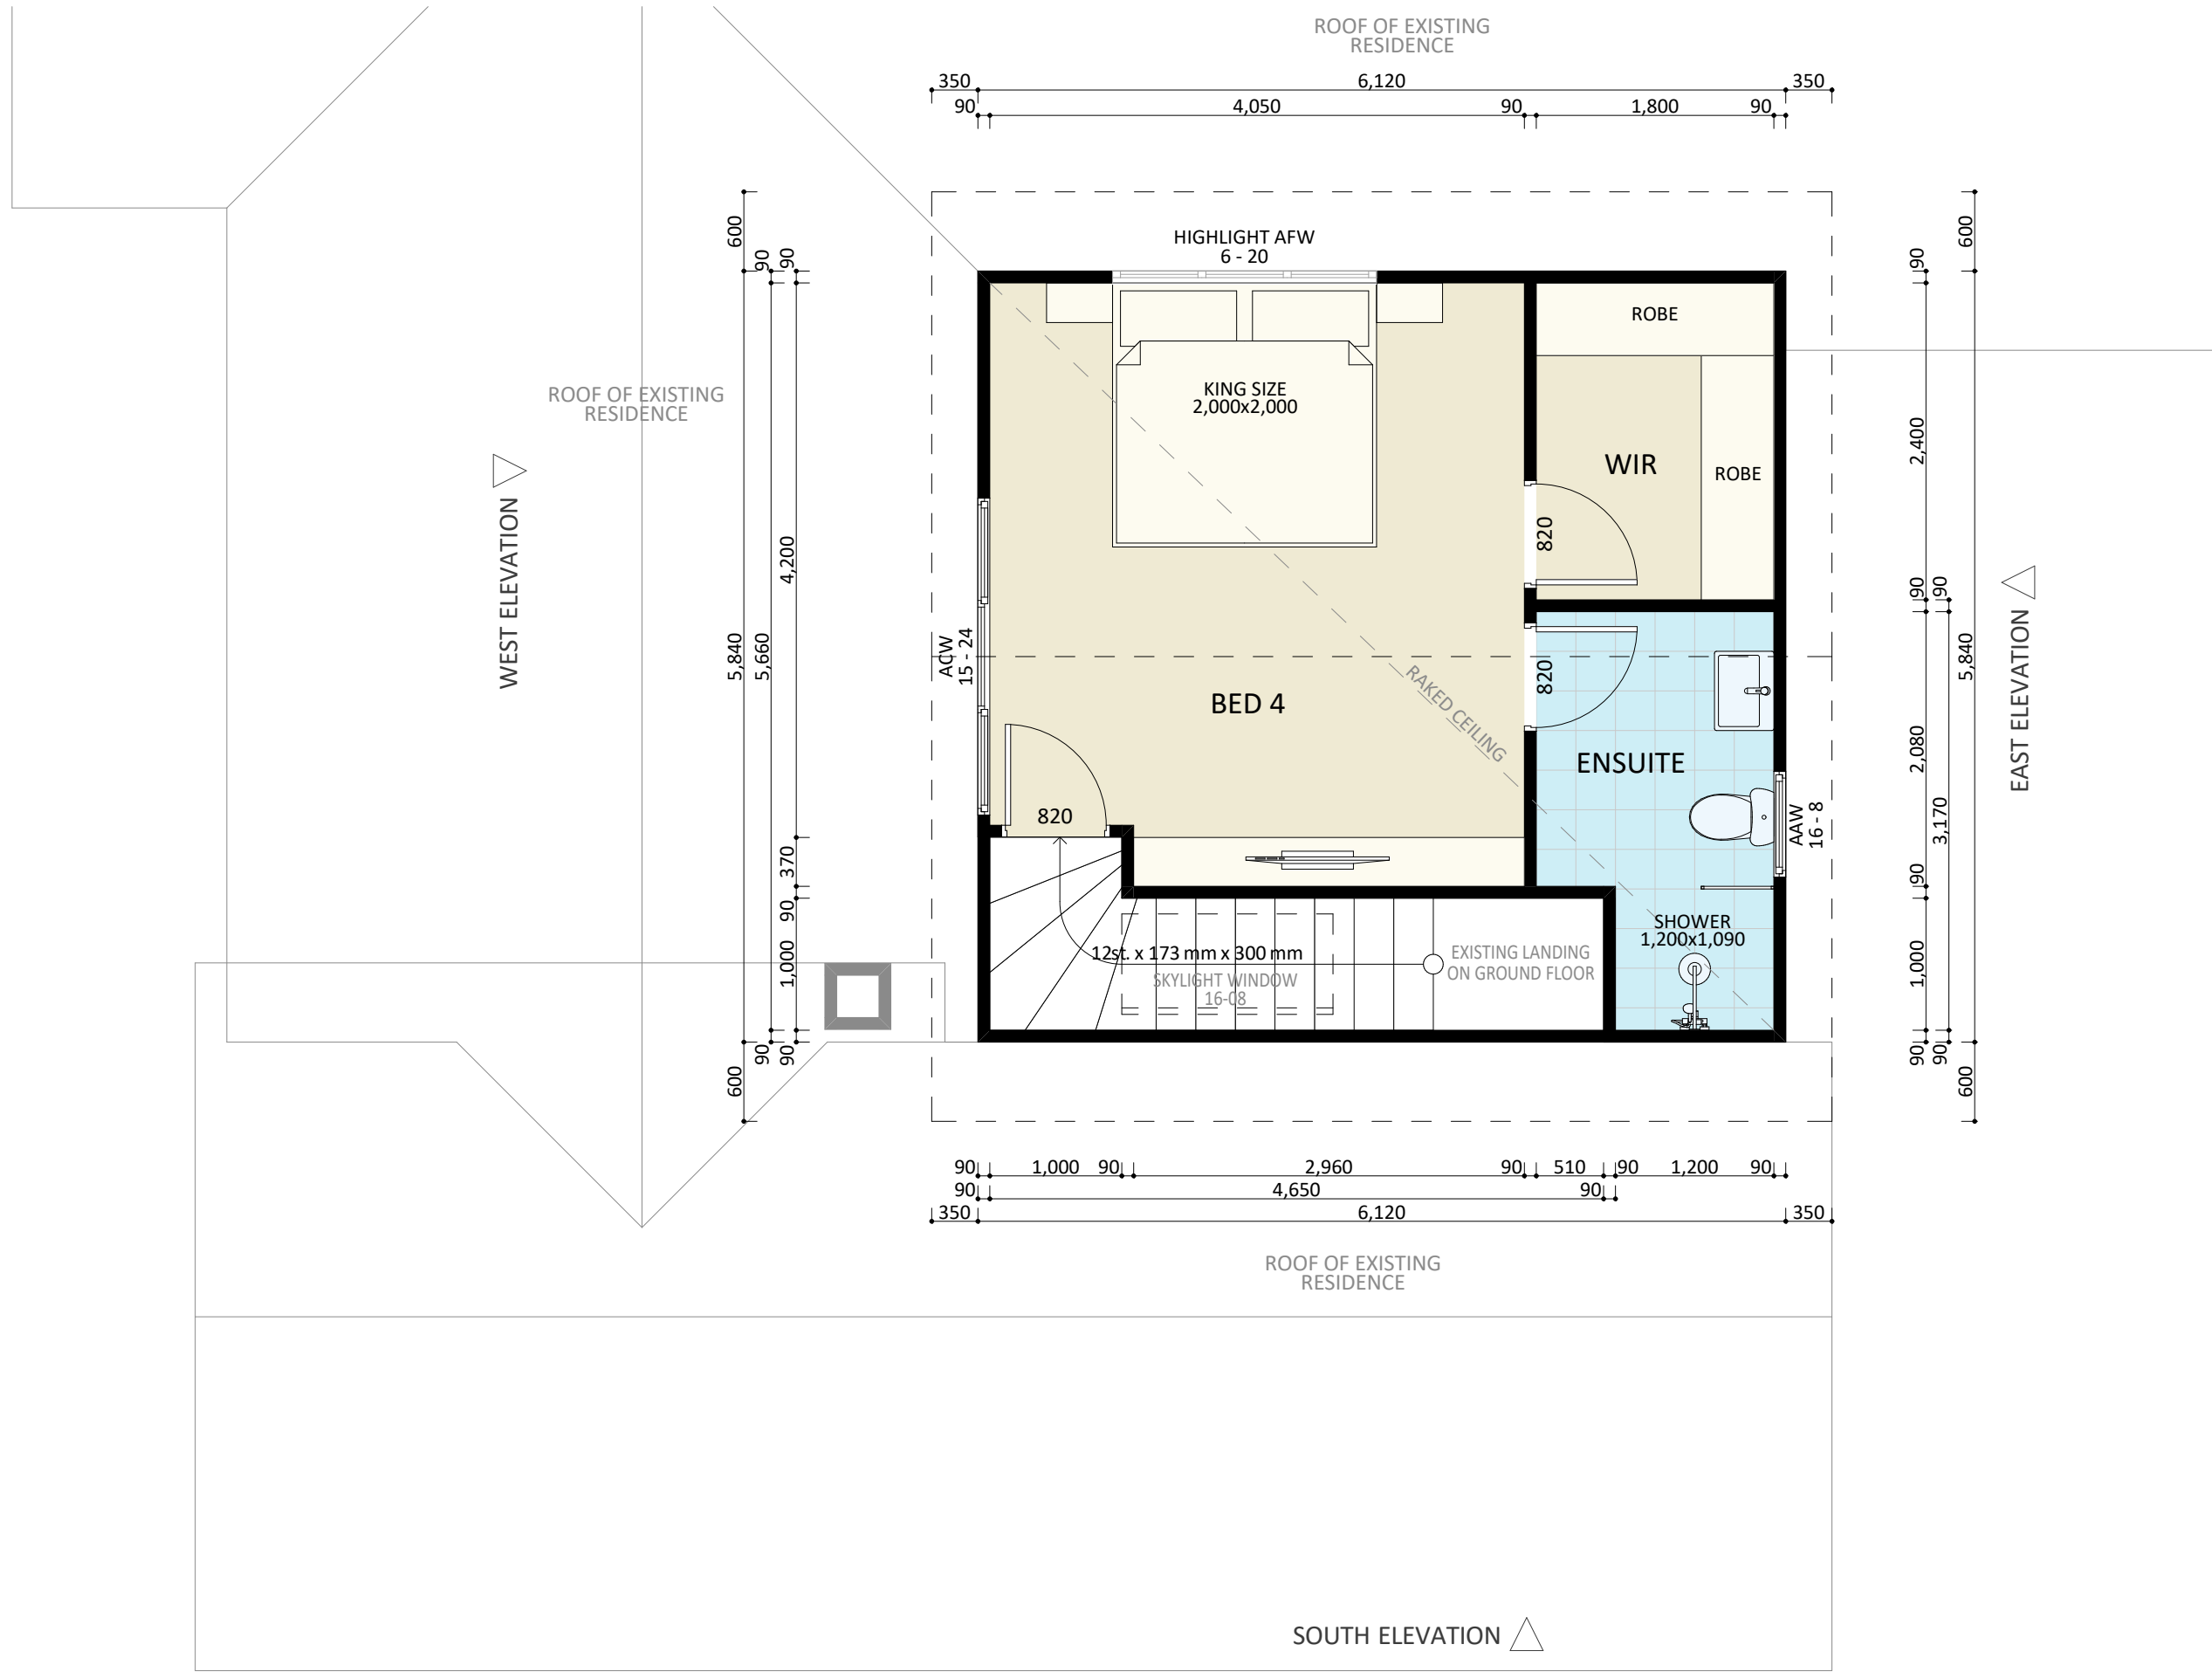 ROOF OF EXISTING
RESIDENCE
350 6,120 350
90 4,050 90 1,800 90
HIGHLIGHT AFW
6 - 20
600
90
90
4,200
5,840
5,660
370
90
1,000
90
90
600
ROOF OF EXISTING
RESIDENCE
WEST ELEVATION
ROBE
KING SIZE
2,000x2,000
WIR
ROBE
820
ACW
15 - 24
820
BED 4
RAKED CEILING
ENSUITE
820
AAW
16 - 8
SHOWER
1,200x1,090
12st. x 173 mm x 300 mm
SKYLIGHT WINDOW
16-08
EXISTING LANDING
ON GROUND FLOOR
600
90
2,400
90
90
5,840
2,080
3,170
90
1,000
90
90
600
EAST ELEVATION
90 1,000 90 2,960 90 510 90 1,200 90
90 4,650 90
350 6,120 350
ROOF OF EXISTING
RESIDENCE
SOUTH ELEVATION